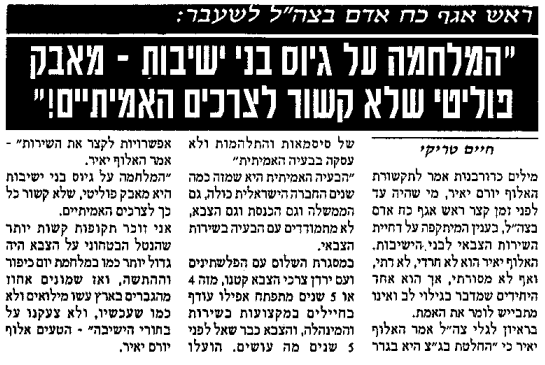 ראש אגף כח אדם בצה"ל לשעבר:
"המלחמה על גיוס בני ישיבות - מאבק
פוליטי שלא קשור לצרכים האמיתיים!"
חיים טריקי
מילים כדורבנות אמר לתקשורת
האלוף יורם יאיר, מי שהיה עד
לפני זמן קצר ראש אגף כח אדם
בצה"ל, בענין המיתקפה על דחיית
השירות הצבאי לבני הישיבות.
האלוף יאיר הוא לא חרדי, לא דתי,
ואף לא מסורתי, אך הוא אחד
היחידים שמדבר בגילוי לב ואינו
מתבייש לומר את האמת.
בראיון לגלי צה"ל אמר האלוף
יאיר כי "החלטת בג"צ היא בגדר
של סיסמאות והתלהמות ולא
עסקה בבעיה האמיתית"
"הבעיה האמיתית היא שמזה כמה
שנים החברה הישראלית כולה, גם
הממשלה וגם הכנסת וגם הצבא,
לא מתמודדים עם הבעיה בשירות
הצבאי.
במסגרת השלום עם הפלשתינים
ועם ירדן צרכי הצבא קטנו, מזה 4
או 5 שנים מתפתח אפילו עודף
בחיילים במקצועות בשירות
והמינהלה, והצבא כבר שאל לפני
5 שנים מה עושים. הועלו
אפשרויות לקצר את השירות" -
אמר האלוף יאיר.
"המלחמה על גיוס בני ישיבות
היא מאבק פוליטי, שלא קשור כל
כך לצרכים האמיתיים.
אני זוכר תקופות קשות יותר
שהנטל הבטחוני על הצבא היה
גדול יותר כמו במלחמת יום כיפור
וההתשה, ואז שמונים אחוז
מהגברים בארץ עשו מילואים ולא
כמו שעכשיו, ולא צעקנו על
בחורי הישיבה" - הטעים אלוף
יורם יאיר.